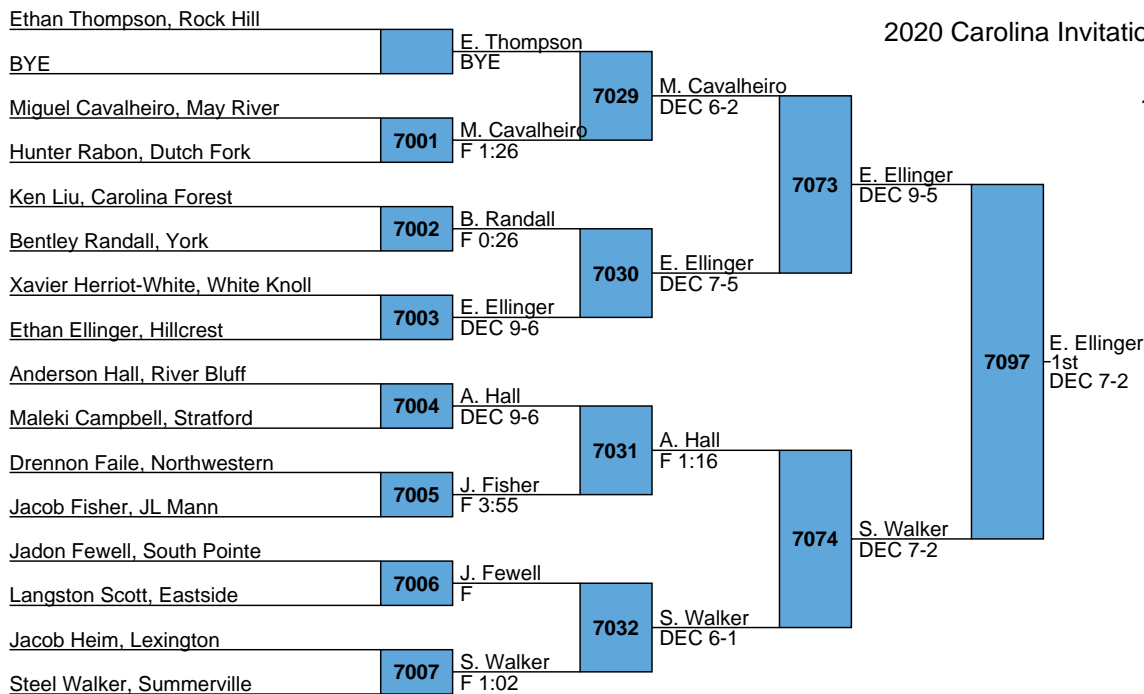 Ethan Thompson, Rock Hill
BYE
Miguel Cavalheiro, May River
Hunter Rabon, Dutch Fork
Ken Liu, Carolina Forest
Bentley Randall, York
Xavier Herriot-White, White Knoll
Ethan Ellinger, Hillcrest
Anderson Hall, River Bluff
Maleki Campbell, Stratford
Drennon Faile, Northwestern
Jacob Fisher, JL Mann
Jadon Fewell, South Pointe
Langston Scott, Eastside
Jacob Heim, Lexington
Steel Walker, Summerville
7001
7002
7003
7004
7005
7006
7007
E. Thompson
BYE
M. Cavalheiro
F 1:26
B. Randall
F 0:26
E. Ellinger
DEC 9-6
A. Hall
DEC 9-6
J. Fisher
F 3:55
J. Fewell
F
S. Walker
F 1:02
7029
7030
7031
7032
M. Cavalheiro
DEC 6-2
E. Ellinger
DEC 7-5
A. Hall
F 1:16
S. Walker
DEC 6-1
7073
7074
E. Ellinger
DEC 9-5
S. Walker
DEC 7-2
7097
E. Ellinger
1st
DEC 7-2
2020 Carolina Invitatio